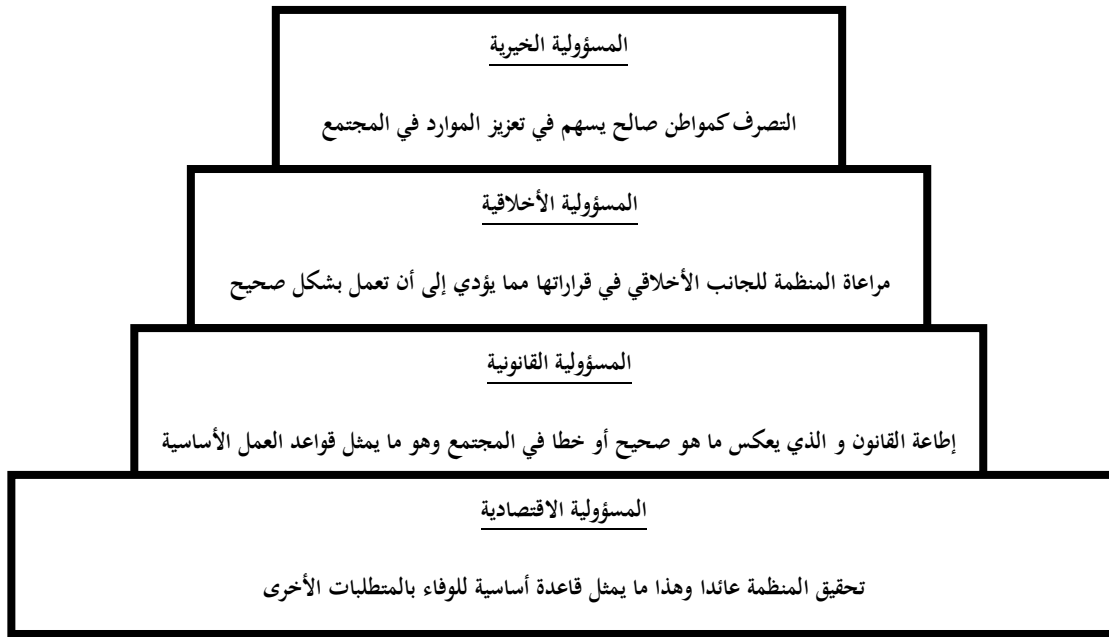 المسؤولية الخيرية
التصرف كمواطن صالح يسهم في تعزيز الموارد في المجتمع
المسؤولية الأخلاقية
مراعاة المنظمة للجانب الأخلاقي في قراراتها مما يؤدي إلى أن تعمل بشكل صحيح
المسؤولية القانونية
إطاعة القانون و الذي يعكس ما هو صحيح أو خطا في المجتمع وهو ما يمثل قواعد العمل الأساسية
المسؤولية الاقتصادية
تحقيق المنظمة عائدا وهذا ما يمثل قاعدة أساسية للوفاء بالمتطلبات الأخرى